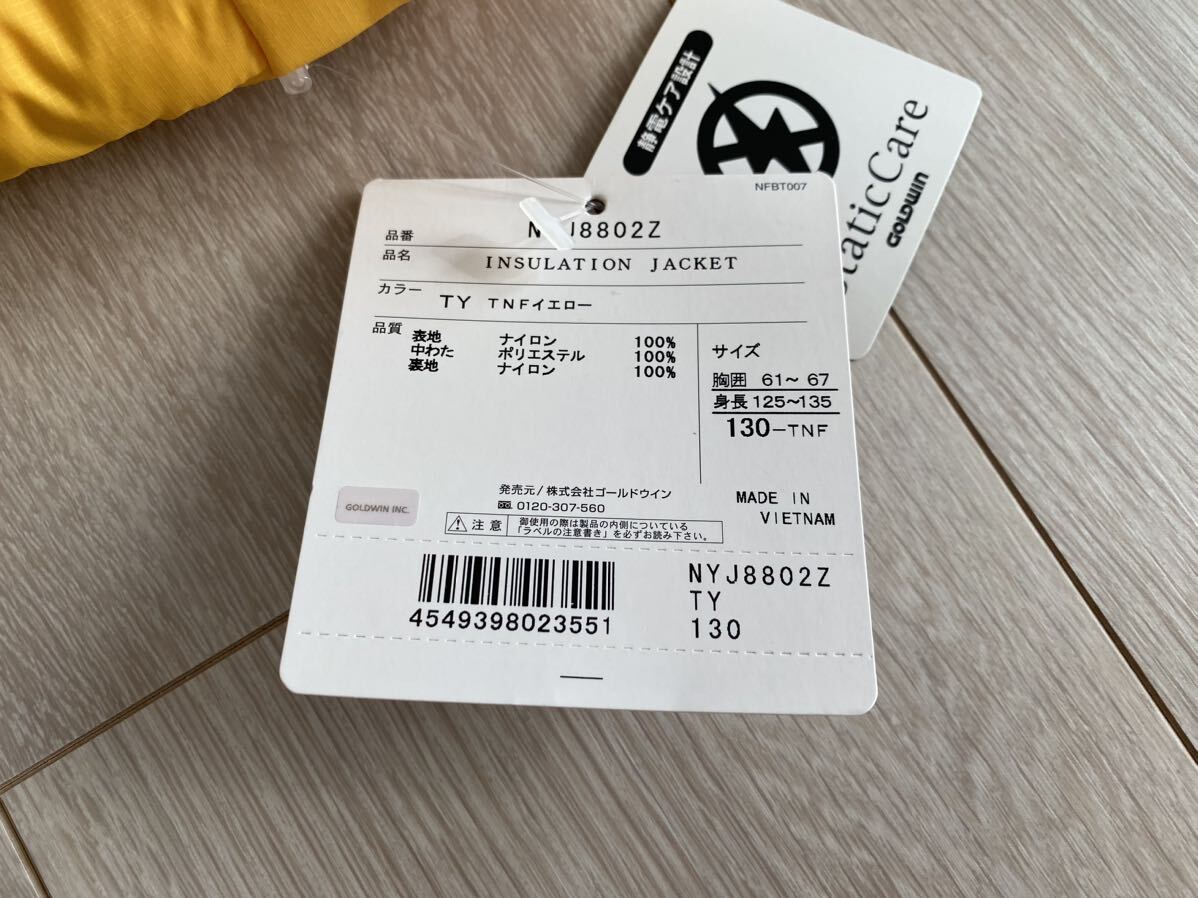 静電ケア設計
StaticCare
GOLDWIN
NFBT007
品番 NYJ8802Z
品名 INSULATION JACKET
カラー TY TNFイエロー
品質 表地 ナイロン 100%
中わた ポリエステル 100%
裏地 ナイロン 100%
サイズ
胸囲 61～67
身長 125～135
130-TNF
発売元/株式会社ゴールドウイン
0120-307-560
GOLDWIN INC.
注意 御使用の際は製品の内側についている
「ラベルの注意書き」を必ずお読み下さい。
MADE IN
VIETNAM
4549398023551
NYJ8802Z
TY
130